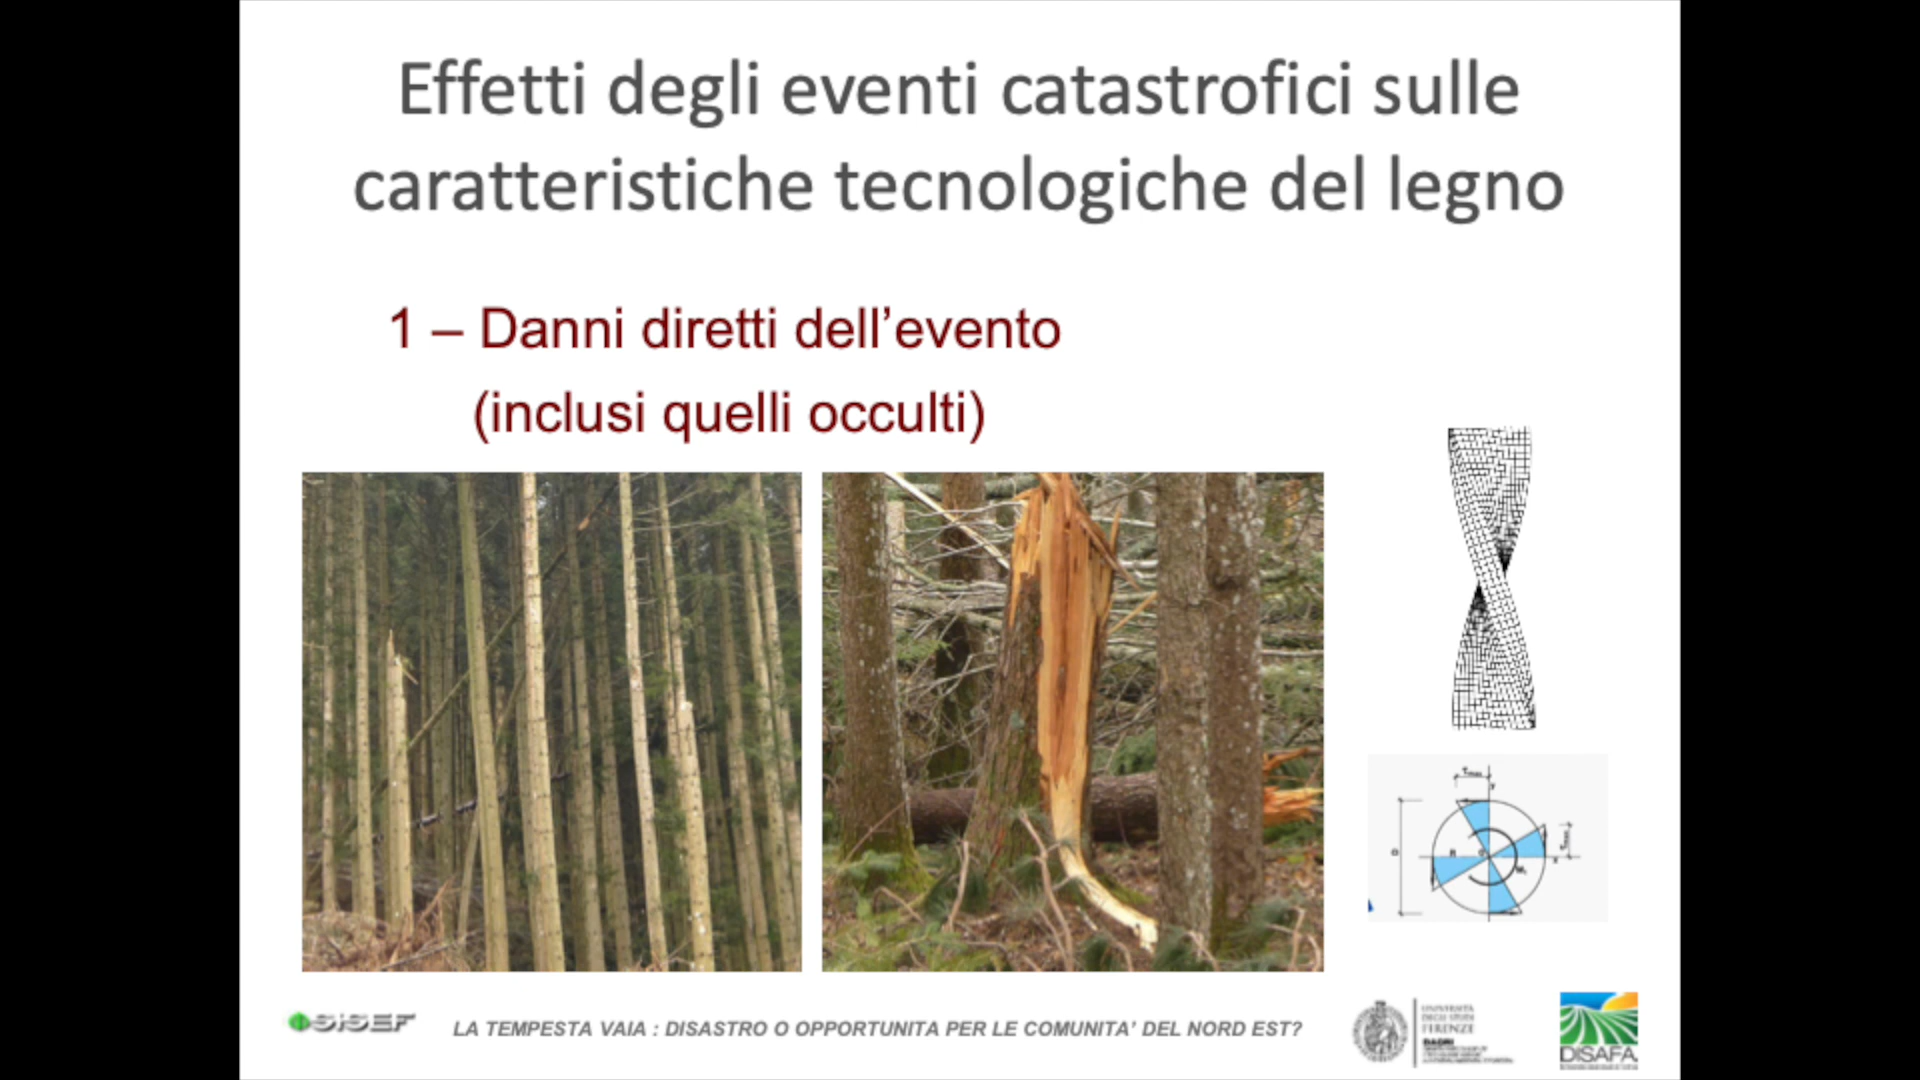 Effetti degli eventi catastrofici sulle
caratteristiche tecnologiche del legno
1 – Danni diretti dell’evento
(inclusi quelli occulti)
SISEF
LA TEMPESTA VAIA : DISASTRO O OPPORTUNITA PER LE COMUNITA’ DEL NORD EST?
UNIVERSITÀ
DEGLI STUDI
FIRENZE
DISAFA